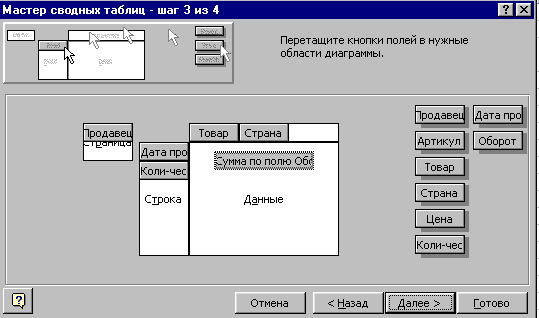 Мастер сводных таблиц - шаг 3 из 4
Перетащите кнопки полей в нужные
области диаграммы.
Продавец
Страница
Товар
Страна
Дата про
Коли-чес
Строка
Сумма по полю Обо
Данные
Продавец
Дата про
Артикул
Оборот
Товар
Страна
Цена
Коли-чес
Отмена
< Назад
Далее >
Готово